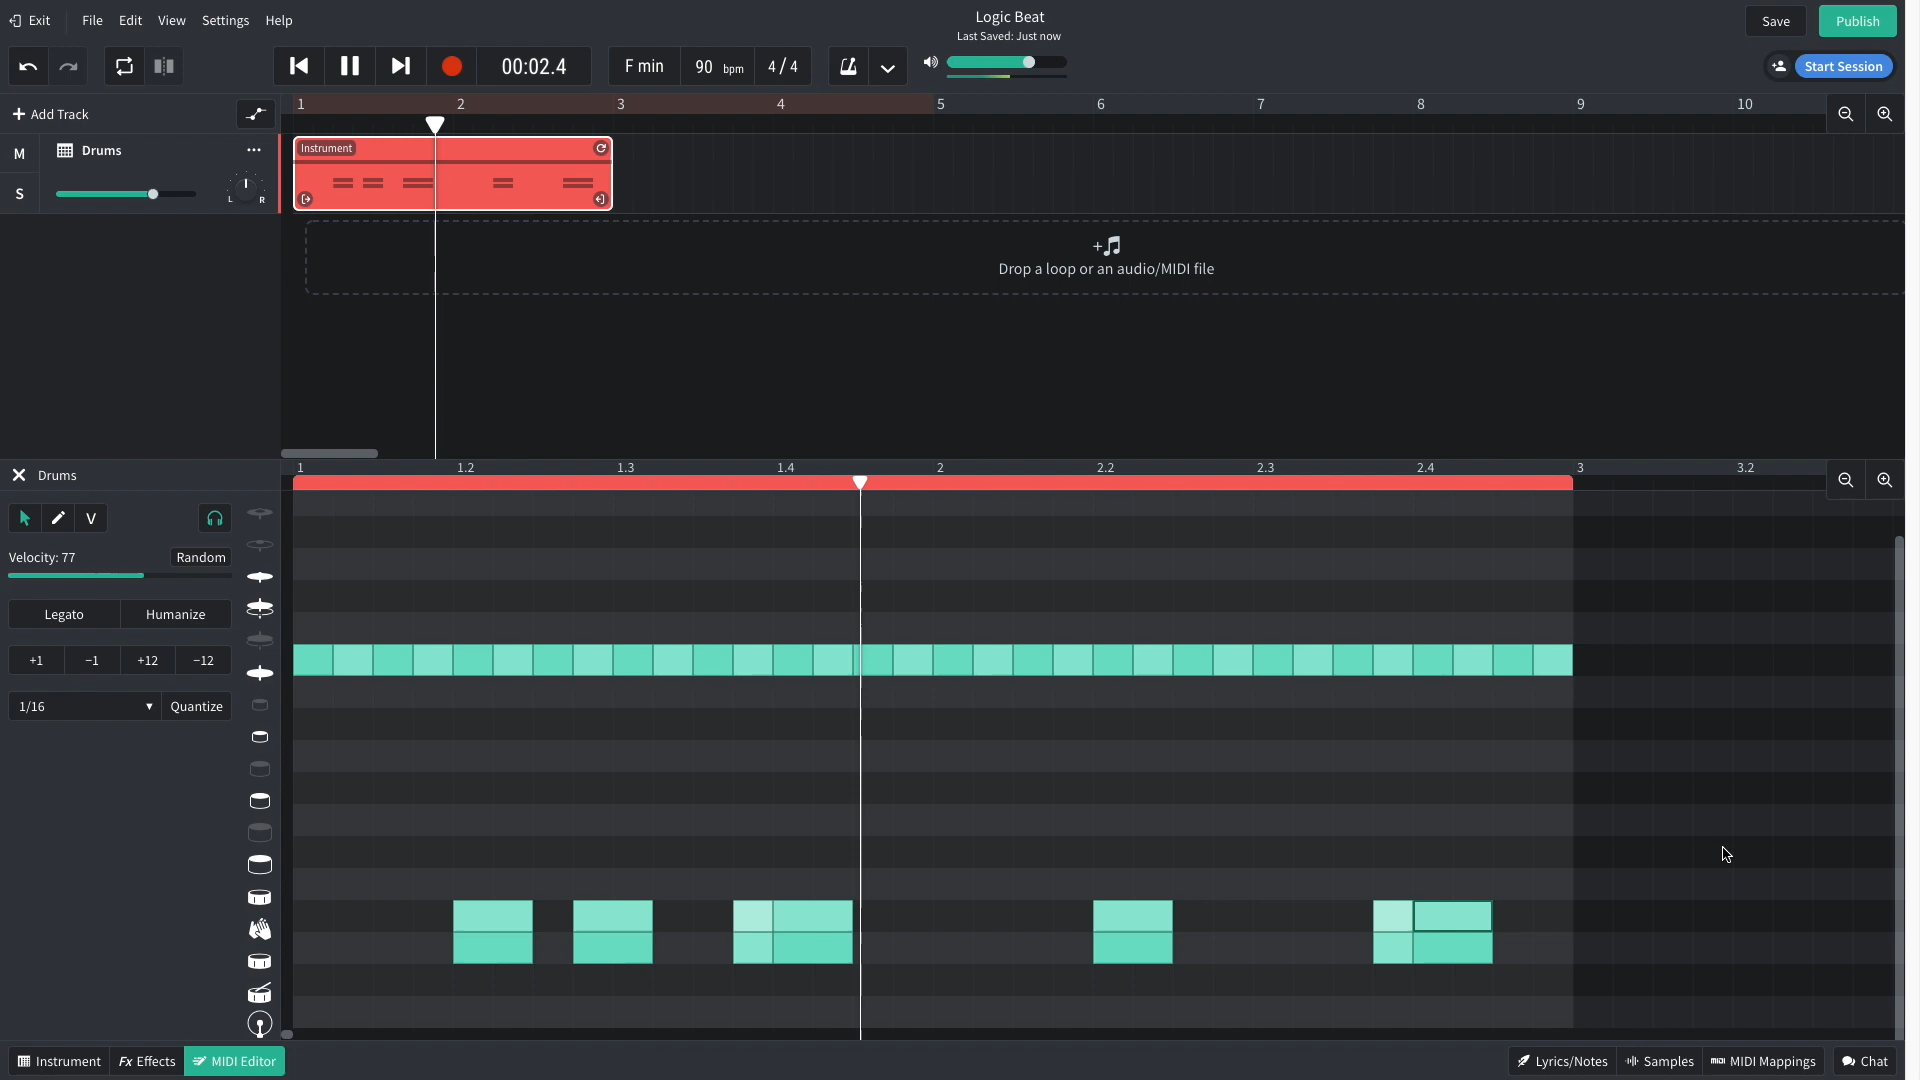 Exit File Edit View Settings Help
Logic Beat
Last Saved: Just now
Save Publish
00:02.4 F min 90 bpm 4 / 4
Start Session
+ Add Track
1 2 3 4 5 6 7 8 9 10
M Drums ...
S L R
Instrument
Drop a loop or an audio/MIDI file
Drums
1 1.2 1.3 1.4 2 2.2 2.3 2.4 3 3.2
V
Velocity: 77 Random
Legato Humanize
+1 −1 +12 −12
1/16 Quantize
Instrument Fx Effects MIDI Editor
Lyrics/Notes Samples MIDI MIDI Mappings Chat